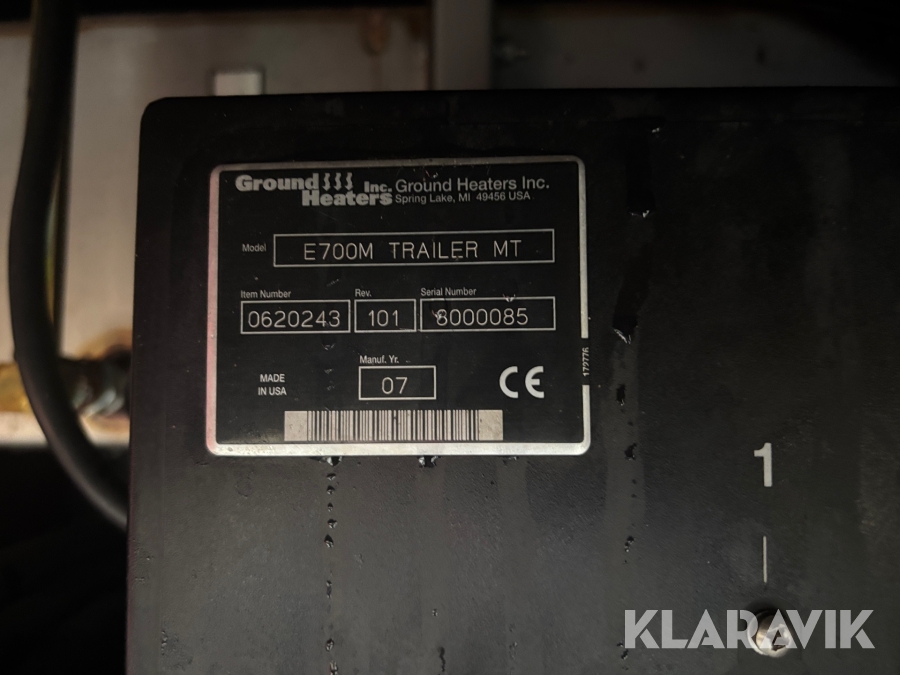 Ground Heaters Inc. Ground Heaters Inc.
Spring Lake, MI 49456 USA
Model E700M TRAILER MT
Item Number Rev. Serial Number
0620243 101 8000085
Manuf. Yr.
MADE IN USA 07 CE
172776
1
KLARAVIK